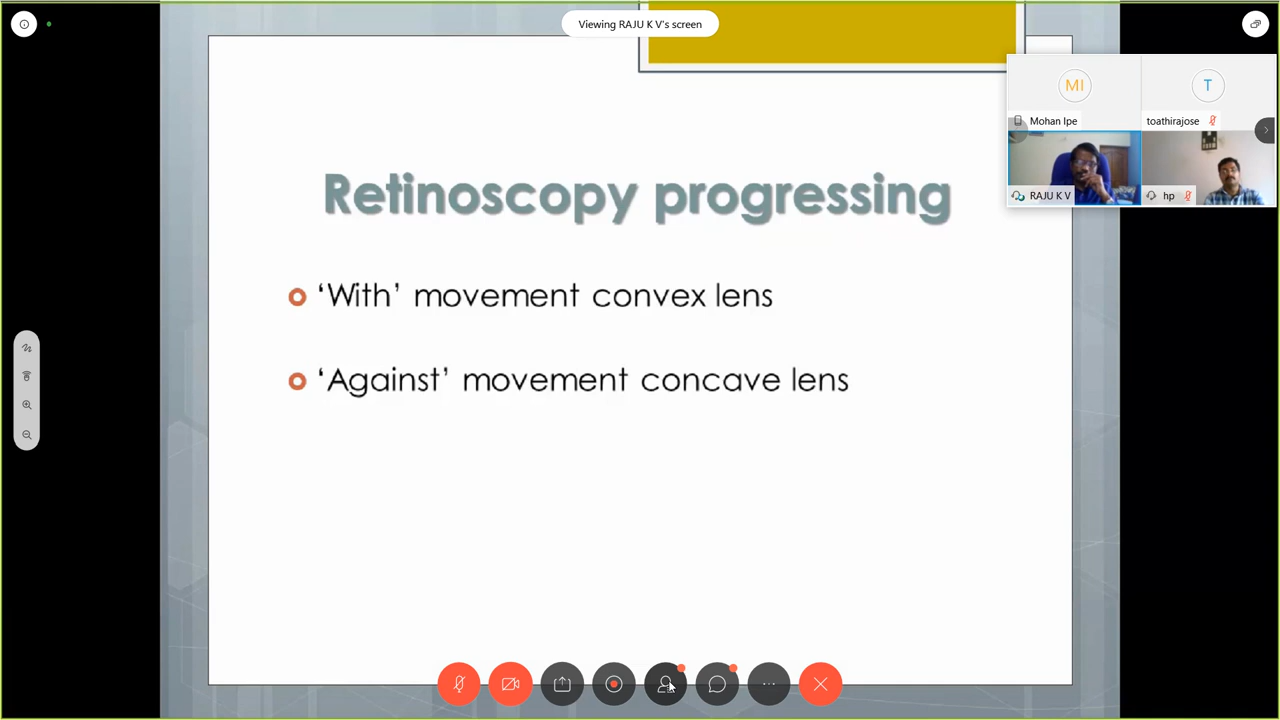 Viewing RAJU K V's screen
MI
T
Mohan Ipe
toathirajose
RAJU K V
hp
Retinoscopy progressing
‘With’ movement convex lens
‘Against’ movement concave lens